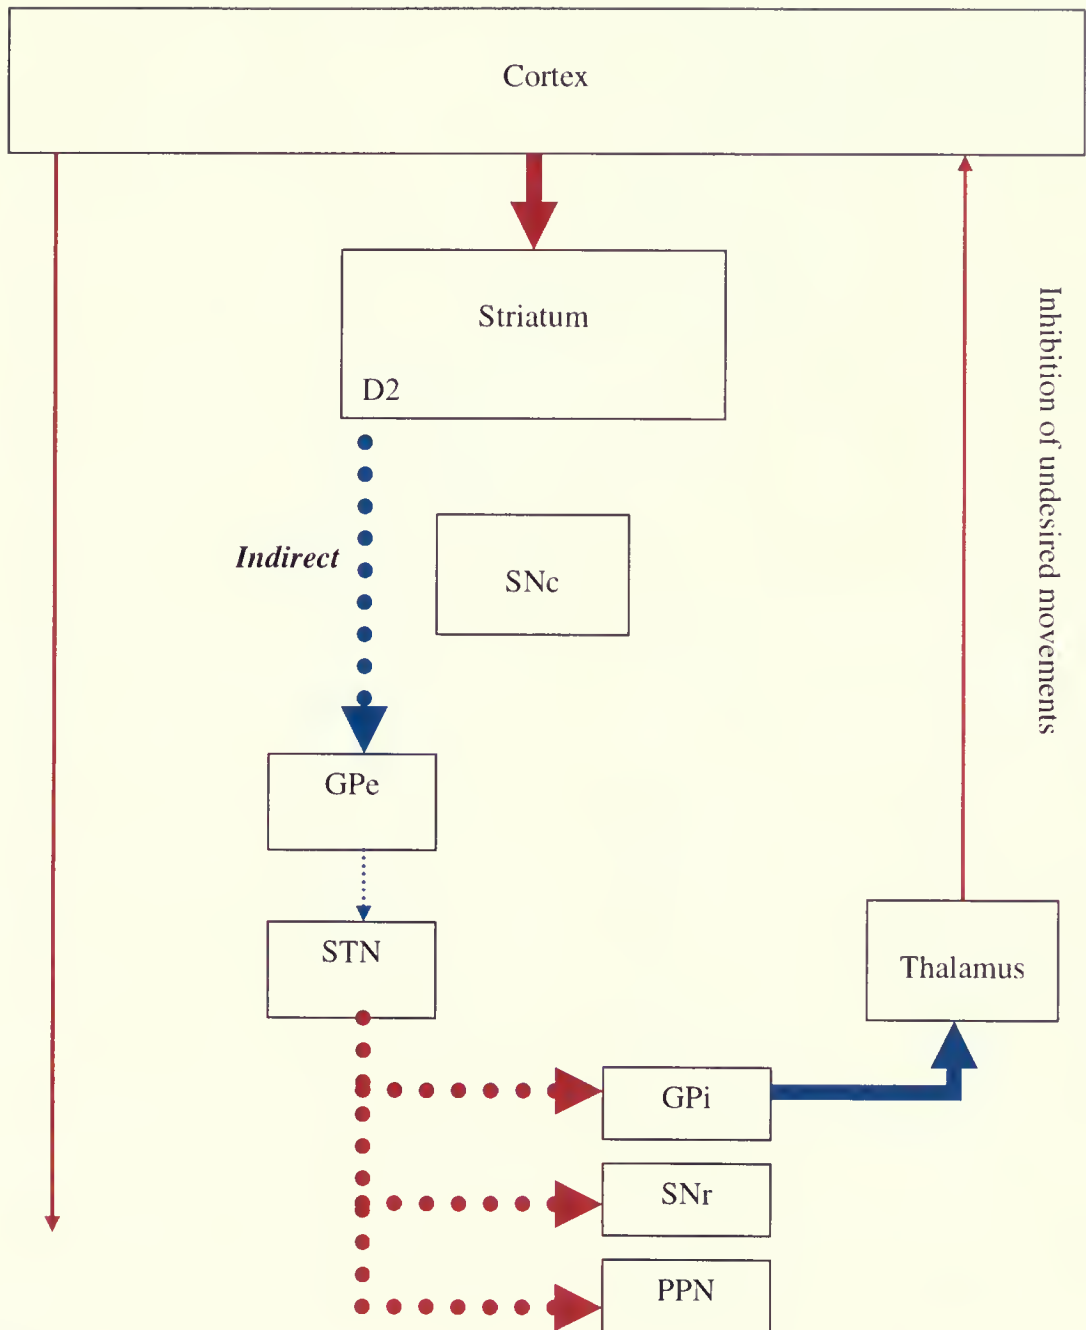 Cortex
Striatum
D2
Indirect
SNc
Inhibition of undesired movements
GPe
STN
Thalamus
GPi
SNr
PPN